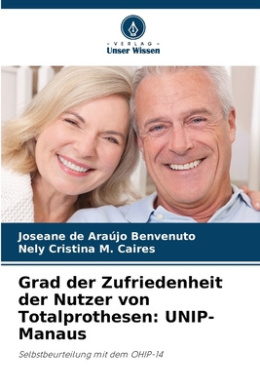 VERLAG
Unser Wissen
Joseane de Araújo Benvenuto
Nely Cristina M. Caires
Grad der Zufriedenheit
der Nutzer von
Totalprothesen: UNIP-
Manaus
Selbstbeurteilung mit dem OHIP-14